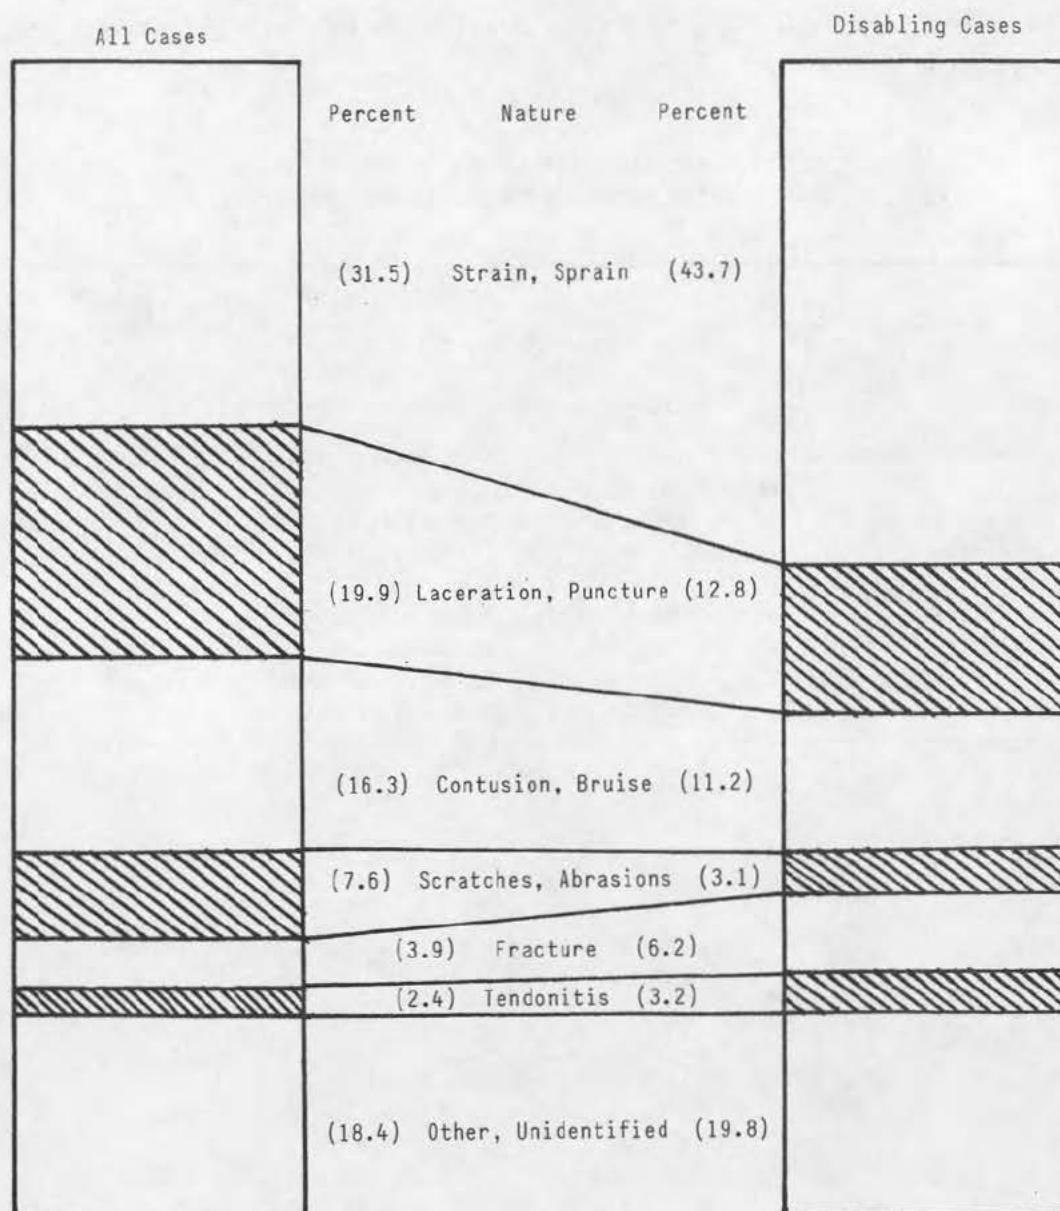 All Cases
Disabling Cases
Percent Nature Percent
(31.5) Strain, Sprain (43.7)
(19.9) Laceration, Puncture (12.8)
(16.3) Contusion, Bruise (11.2)
(7.6) Scratches, Abrasions (3.1)
(3.9) Fracture (6.2)
(2.4) Tendonitis (3.2)
(18.4) Other, Unidentified (19.8)